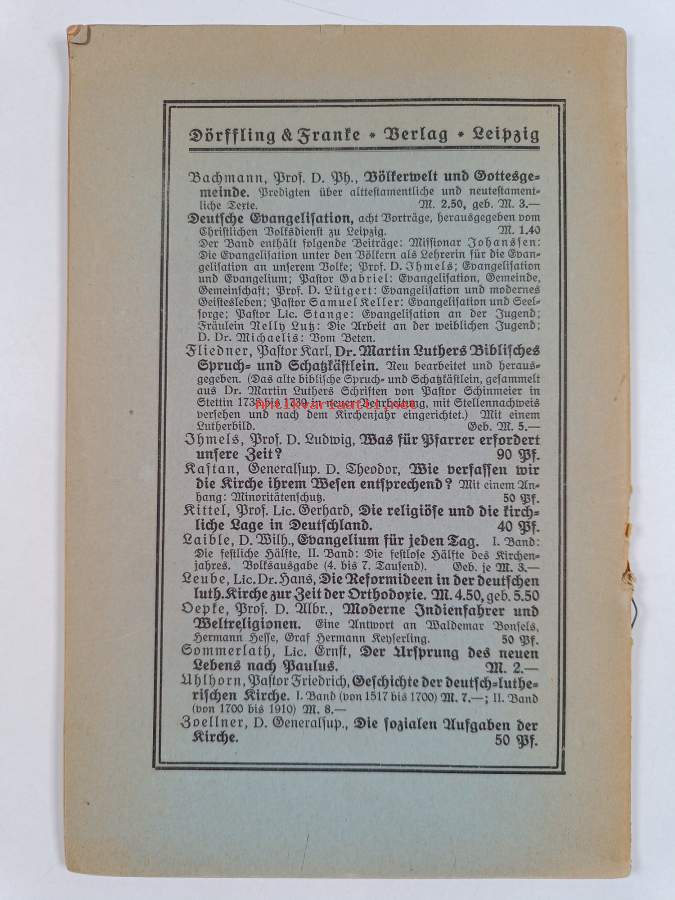 Dörffling & Franke * Verlag * Leipzig
Bachmann, Prof. D. Ph., Völkerwelt und Gottesge-
meinde. Predigten über alttestamentliche und neutestament-
liche Texte. M. 2,50, geb. M. 3.—
Deutsche Evangelisation, acht Vorträge, herausgegeben vom
Christlichen Volksdienst zu Leipzig. M. 1.40
Der Band enthält folgende Beiträge: Missionar Johanssen:
Die Evangelisation unter den Völkern als Lehrerin für die Evan-
gelisation an unserem Volke; Prof. D. Ihmels; Evangelisation
und Evangelium; Pastor Gabriel: Evangelisation, Gemeinde,
Gemeinschaft; Prof. D. Lütgert: Evangelisation und modernes
Geistesleben; Pastor Samuel Keller: Evangelisation und Seel-
sorge; Pastor Lic. Stange: Evangelisation an der Jugend;
Fräulein Nelly Lutz: Die Arbeit an der weiblichen Jugend;
D. Dr. Michaelis: Vom Beten.
Fliedner, Pastor Karl, Dr. Martin Luthers Biblisches
Spruch- und Schatzkästlein. Neu bearbeitet und heraus-
gegeben. (Das alte biblische Spruch- und Schatzkästlein, gesammelt
aus Dr. Martin Luthers Schriften von Pastor Schinmeier in
Stettin 1738 bis 1739 in neuer Bearbeitung, mit Stellennachweis
antikvariaatti.net
versehen und nach dem Kirchenjahr eingerichtet.) Mit einem
Lutherbild. Geb. M. 5.—
Ihmels, Prof. D. Ludwig, Was für Pfarrer erfordert
unsere Zeit? 90 Pf.
Kaftan, Generalsup. D. Theodor, Wie verfassen wir
die Kirche ihrem Wesen entsprechend? Mit einem An-
hang: Minoritätenschutz. 50 Pf.
Kittel, Prof. Lic. Gerhard, Die religiöse und die kirch-
liche Lage in Deutschland. 40 Pf.
Laible, D. Wilh., Evangelium für jeden Tag. I. Band:
Die festliche Hälfte, II. Band: Die festlose Hälfte des Kirchen-
jahres. Volksausgabe (4. bis 7. Tausend). Geb. je M. 3.—
Leube, Lic. Dr. Hans, Die Reformideen in der deutschen
luth. Kirche zur Zeit der Orthodoxie. M. 4.50, geb. 5.50
Oepke, Prof. D. Albr., Moderne Indienfahrer und
Weltreligionen. Eine Antwort an Waldemar Bonsels,
Hermann Hesse, Graf Hermann Keyserling. 50 Pf.
Sommerlath, Lic. Ernst, Der Ursprung des neuen
Lebens nach Paulus. M. 2.—
Uhlhorn, Pastor Friedrich, Geschichte der deutsch-luthe-
rischen Kirche. I. Band (von 1517 bis 1700) M. 7.—; II. Band
(von 1700 bis 1910) M. 8.—
Zoellner, D. Generalsup., Die sozialen Aufgaben der
Kirche. 50 Pf.